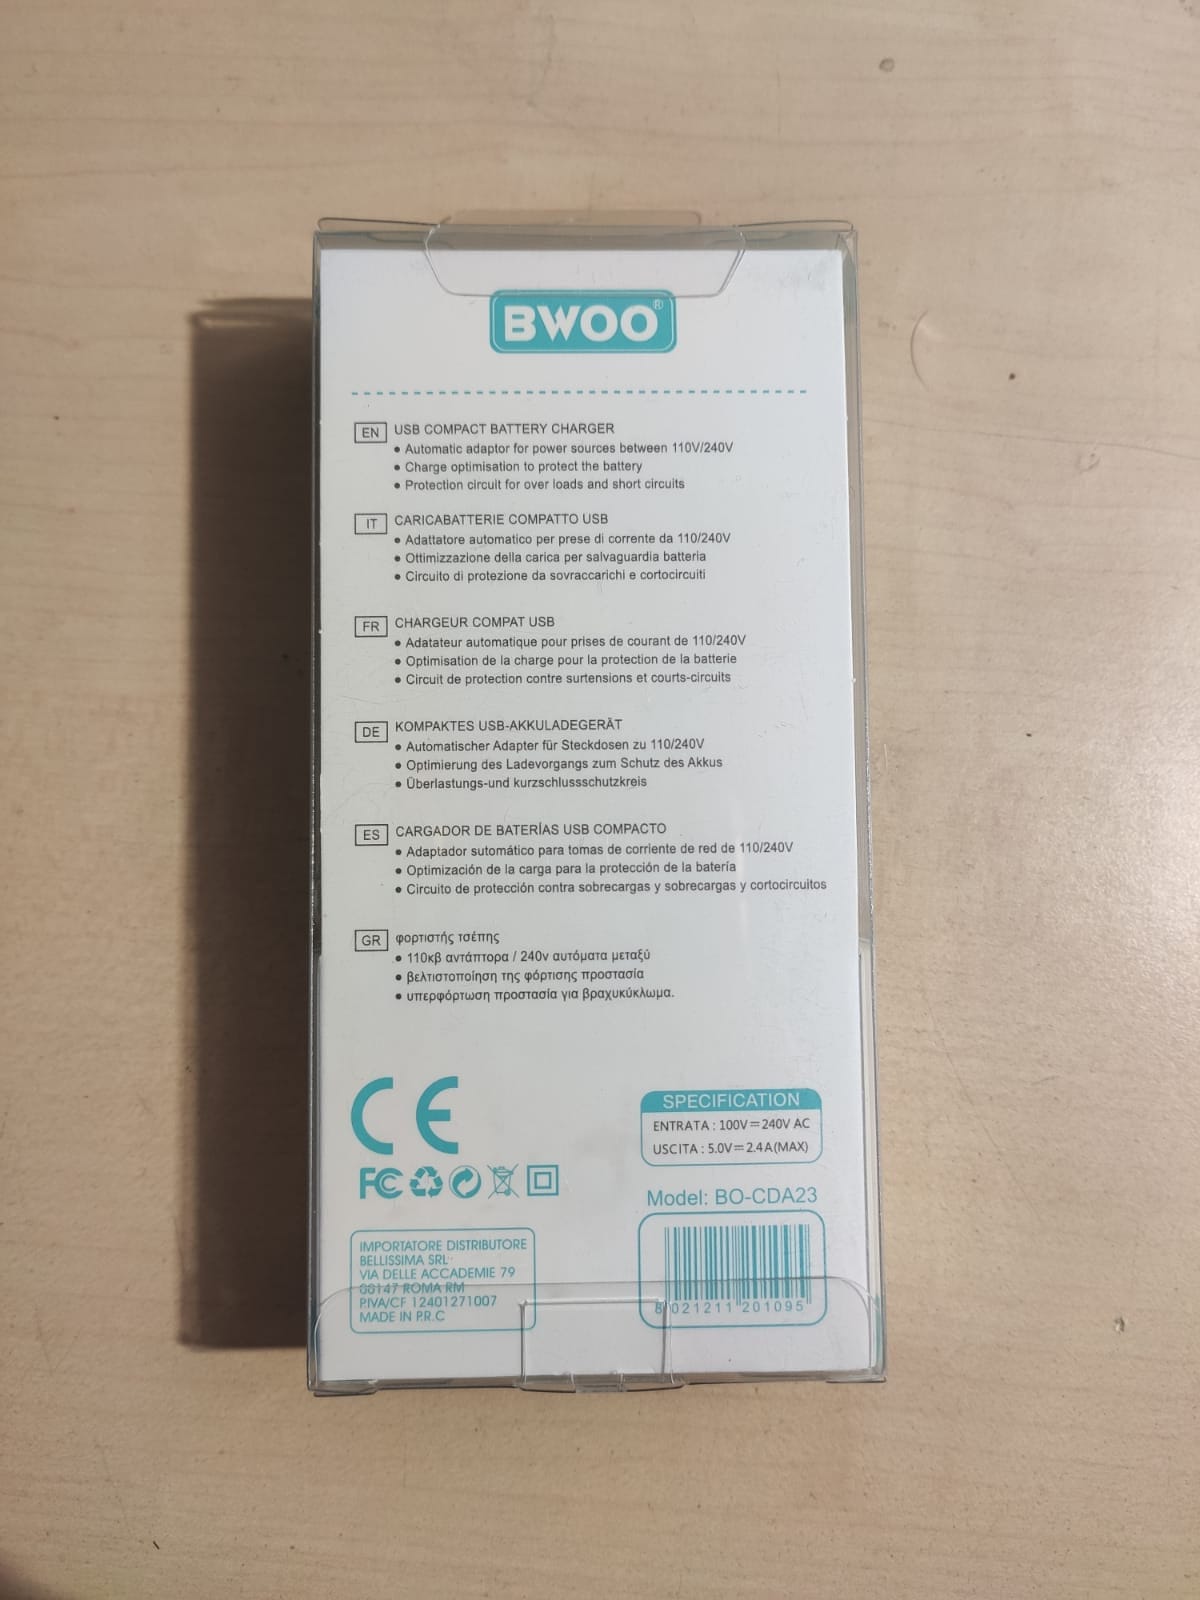 BWOO®
EN USB COMPACT BATTERY CHARGER
• Automatic adaptor for power sources between 110V/240V
• Charge optimisation to protect the battery
• Protection circuit for over loads and short circuits
IT CARICABATTERIE COMPATTO USB
• Adattatore automatico per prese di corrente da 110/240V
• Ottimizzazione della carica per salvaguardia batteria
• Circuito di protezione da sovraccarichi e cortocircuiti
FR CHARGEUR COMPAT USB
• Adatateur automatique pour prises de courant de 110/240V
• Optimisation de la charge pour la protection de la batterie
• Circuit de protection contre surtensions et courts-circuits
DE KOMPAKTES USB-AKKULADEGERÄT
• Automatischer Adapter für Steckdosen zu 110/240V
• Optimierung des Ladevorgangs zum Schutz des Akkus
• Überlastungs-und kurzschlussschutzkreis
ES CARGADOR DE BATERÍAS USB COMPACTO
• Adaptador sutomático para tomas de corriente de red de 110/240V
• Optimización de la carga para la protección de la batería
• Circuito de protección contra sobrecargas y sobrecargas y cortocircuitos
GR φορτιστής τσέπης
• 110κβ αντάπτορα / 240v αυτόματα μεταξύ
• βελτιστοποίηση της φόρτισης προστασία
• υπερφόρτωση προστασία για βραχυκύκλωμα.
CE
FC
SPECIFICATION
ENTRATA : 100V=240V AC
USCITA : 5.0V=2.4A(MAX)
Model: BO-CDA23
8 021211 201095
IMPORTATORE DISTRIBUTORE
BELLISSIMA SRL
VIA DELLE ACCADEMIE 79
00147 ROMA RM
P.IVA/CF 12401271007
MADE IN P.R.C